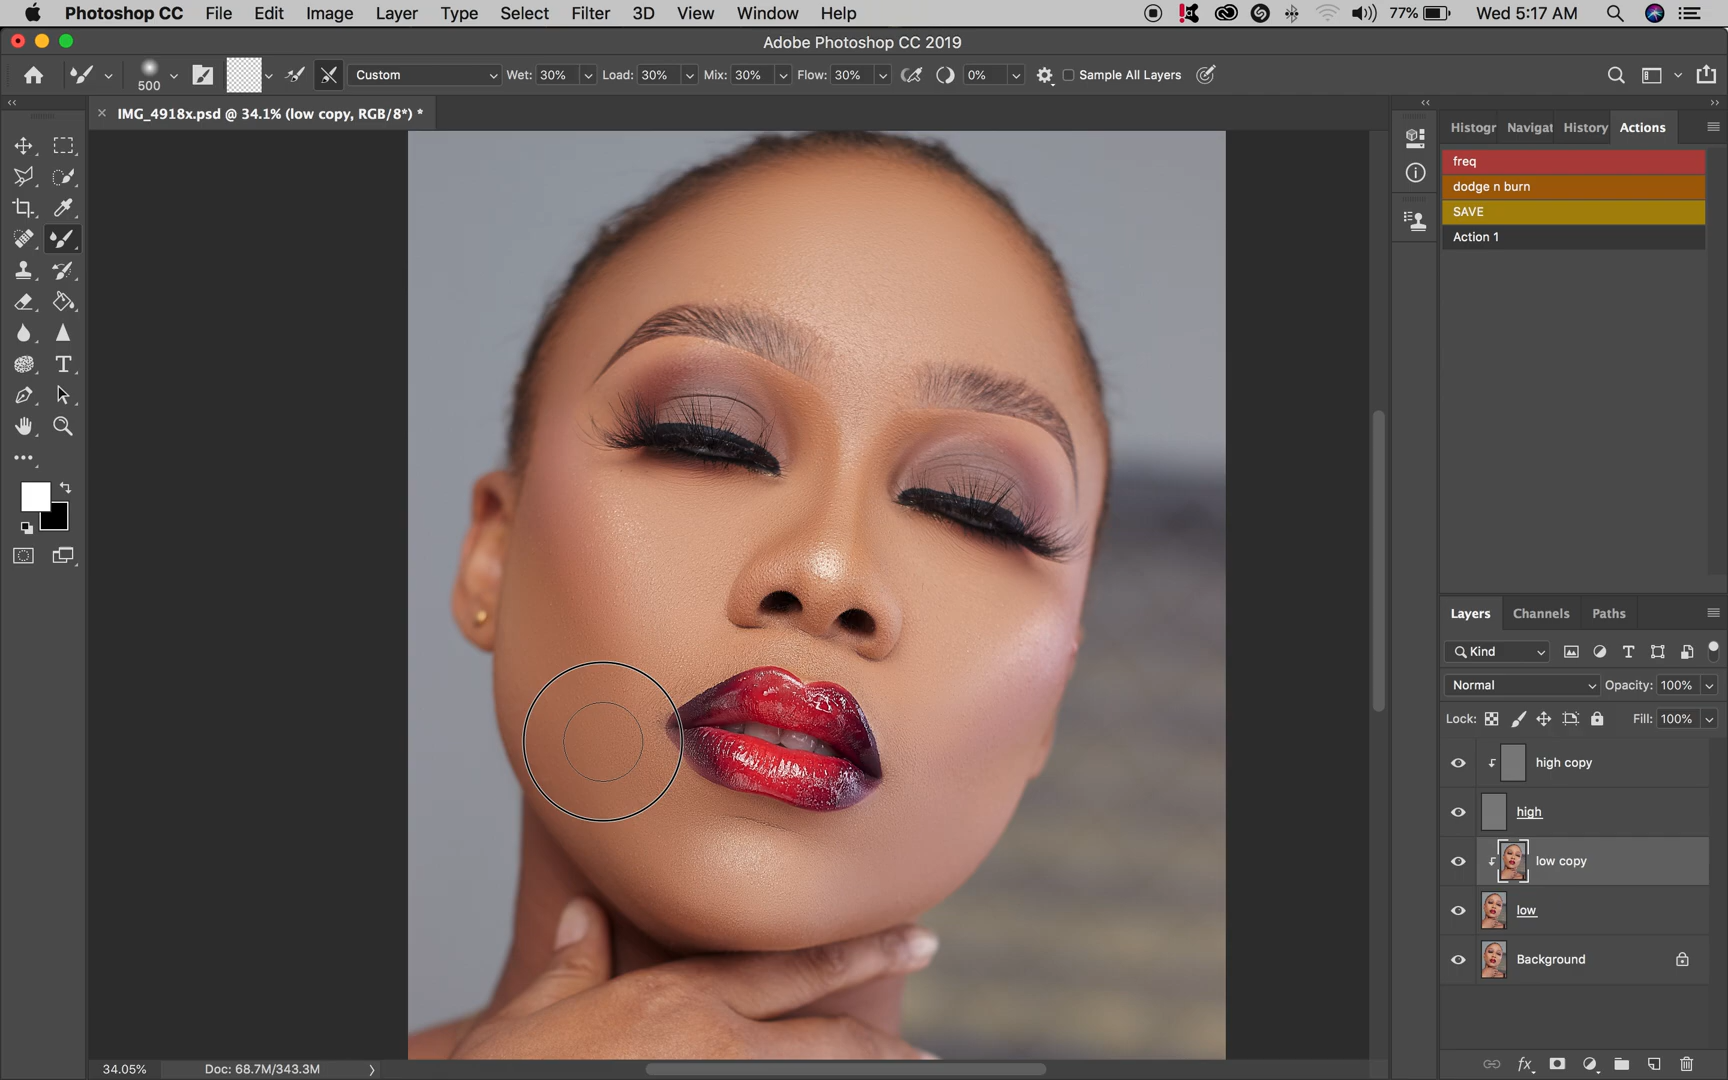 Photoshop CC File Edit Image Layer Type Select Filter 3D View Window Help 77% Wed 5:17 AM
Adobe Photoshop CC 2019
500 Custom Wet: 30% Load: 30% Mix: 30% Flow: 30% 0% Sample All Layers
IMG_4918x.psd @ 34.1% (low copy, RGB/8*) *
Histogr Navigat History Actions
freq
dodge n burn
SAVE
Action 1
Layers Channels Paths
Kind
Normal Opacity: 100%
Lock: Fill: 100%
high copy
high
low copy
low
Background
34.05% Doc: 68.7M/343.3M